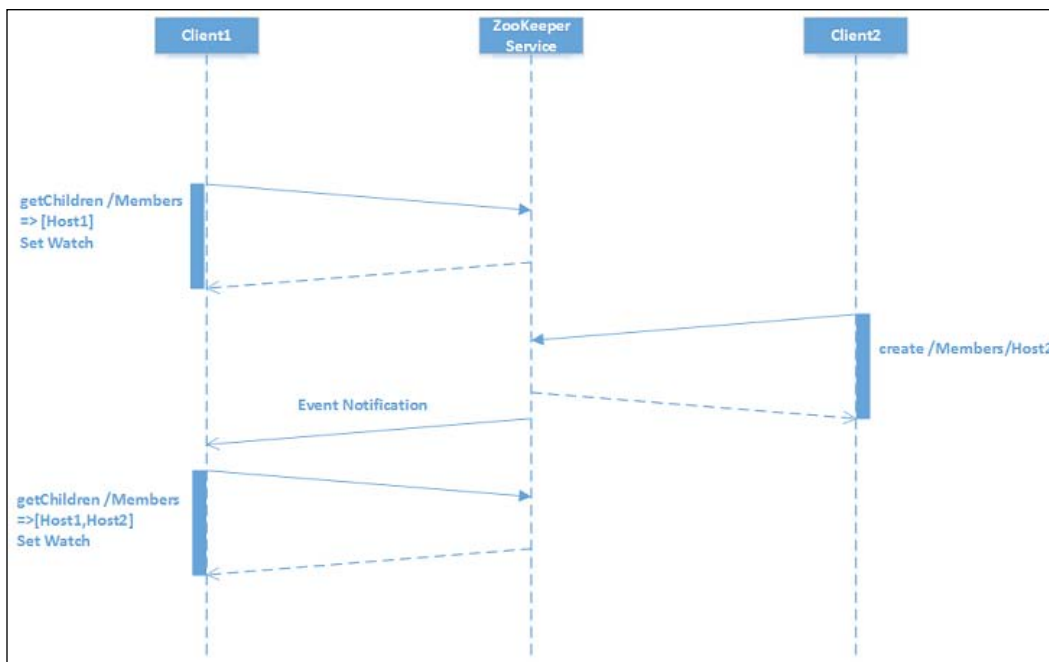 Client1
ZooKeeper
Service
Client2
getChildren /Members
=> [Host1]
Set Watch
create /Members/Host2
Event Notification
getChildren /Members
=>[Host1,Host2]
Set Watch